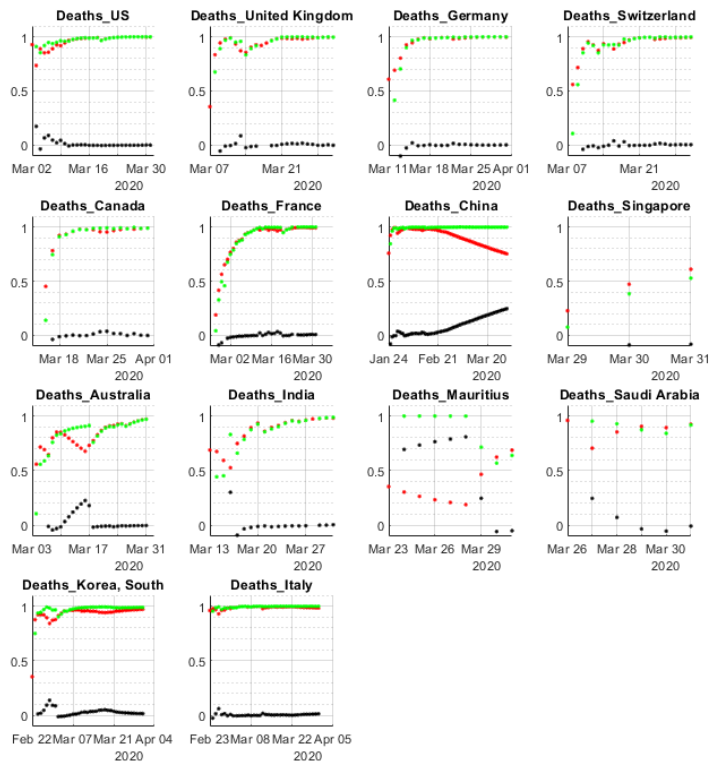 Deaths_US
Deaths_United Kingdom
Deaths_Germany
Deaths_Switzerland
1
1
1
1
0.5
0.5
0.5
0.5
0
0
0
0
Mar 02 Mar 16 Mar 30
Mar 07 Mar 21
Mar 11 Mar 18 Mar 25 Apr 01
Mar 07 Mar 21
2020
2020
2020
2020
Deaths_Canada
Deaths_France
Deaths_China
Deaths_Singapore
1
1
1
1
0.5
0.5
0.5
0.5
0
0
0
0
Mar 18 Mar 25 Apr 01
Mar 02 Mar 16 Mar 30
Jan 24 Feb 21 Mar 20
Mar 29 Mar 30 Mar 31
2020
2020
2020
2020
Deaths_Australia
Deaths_India
Deaths_Mauritius
Deaths_Saudi Arabia
1
1
1
1
0.5
0.5
0.5
0.5
0
0
0
0
Mar 03 Mar 17 Mar 31
Mar 13 Mar 20 Mar 27
Mar 23 Mar 26 Mar 29
Mar 26 Mar 28 Mar 30
2020
2020
2020
2020
Deaths_Korea, South
Deaths_Italy
1
1
0.5
0.5
0
0
Feb 22 Mar 07 Mar 21 Apr 04
Feb 23 Mar 08 Mar 22 Apr 05
2020
2020